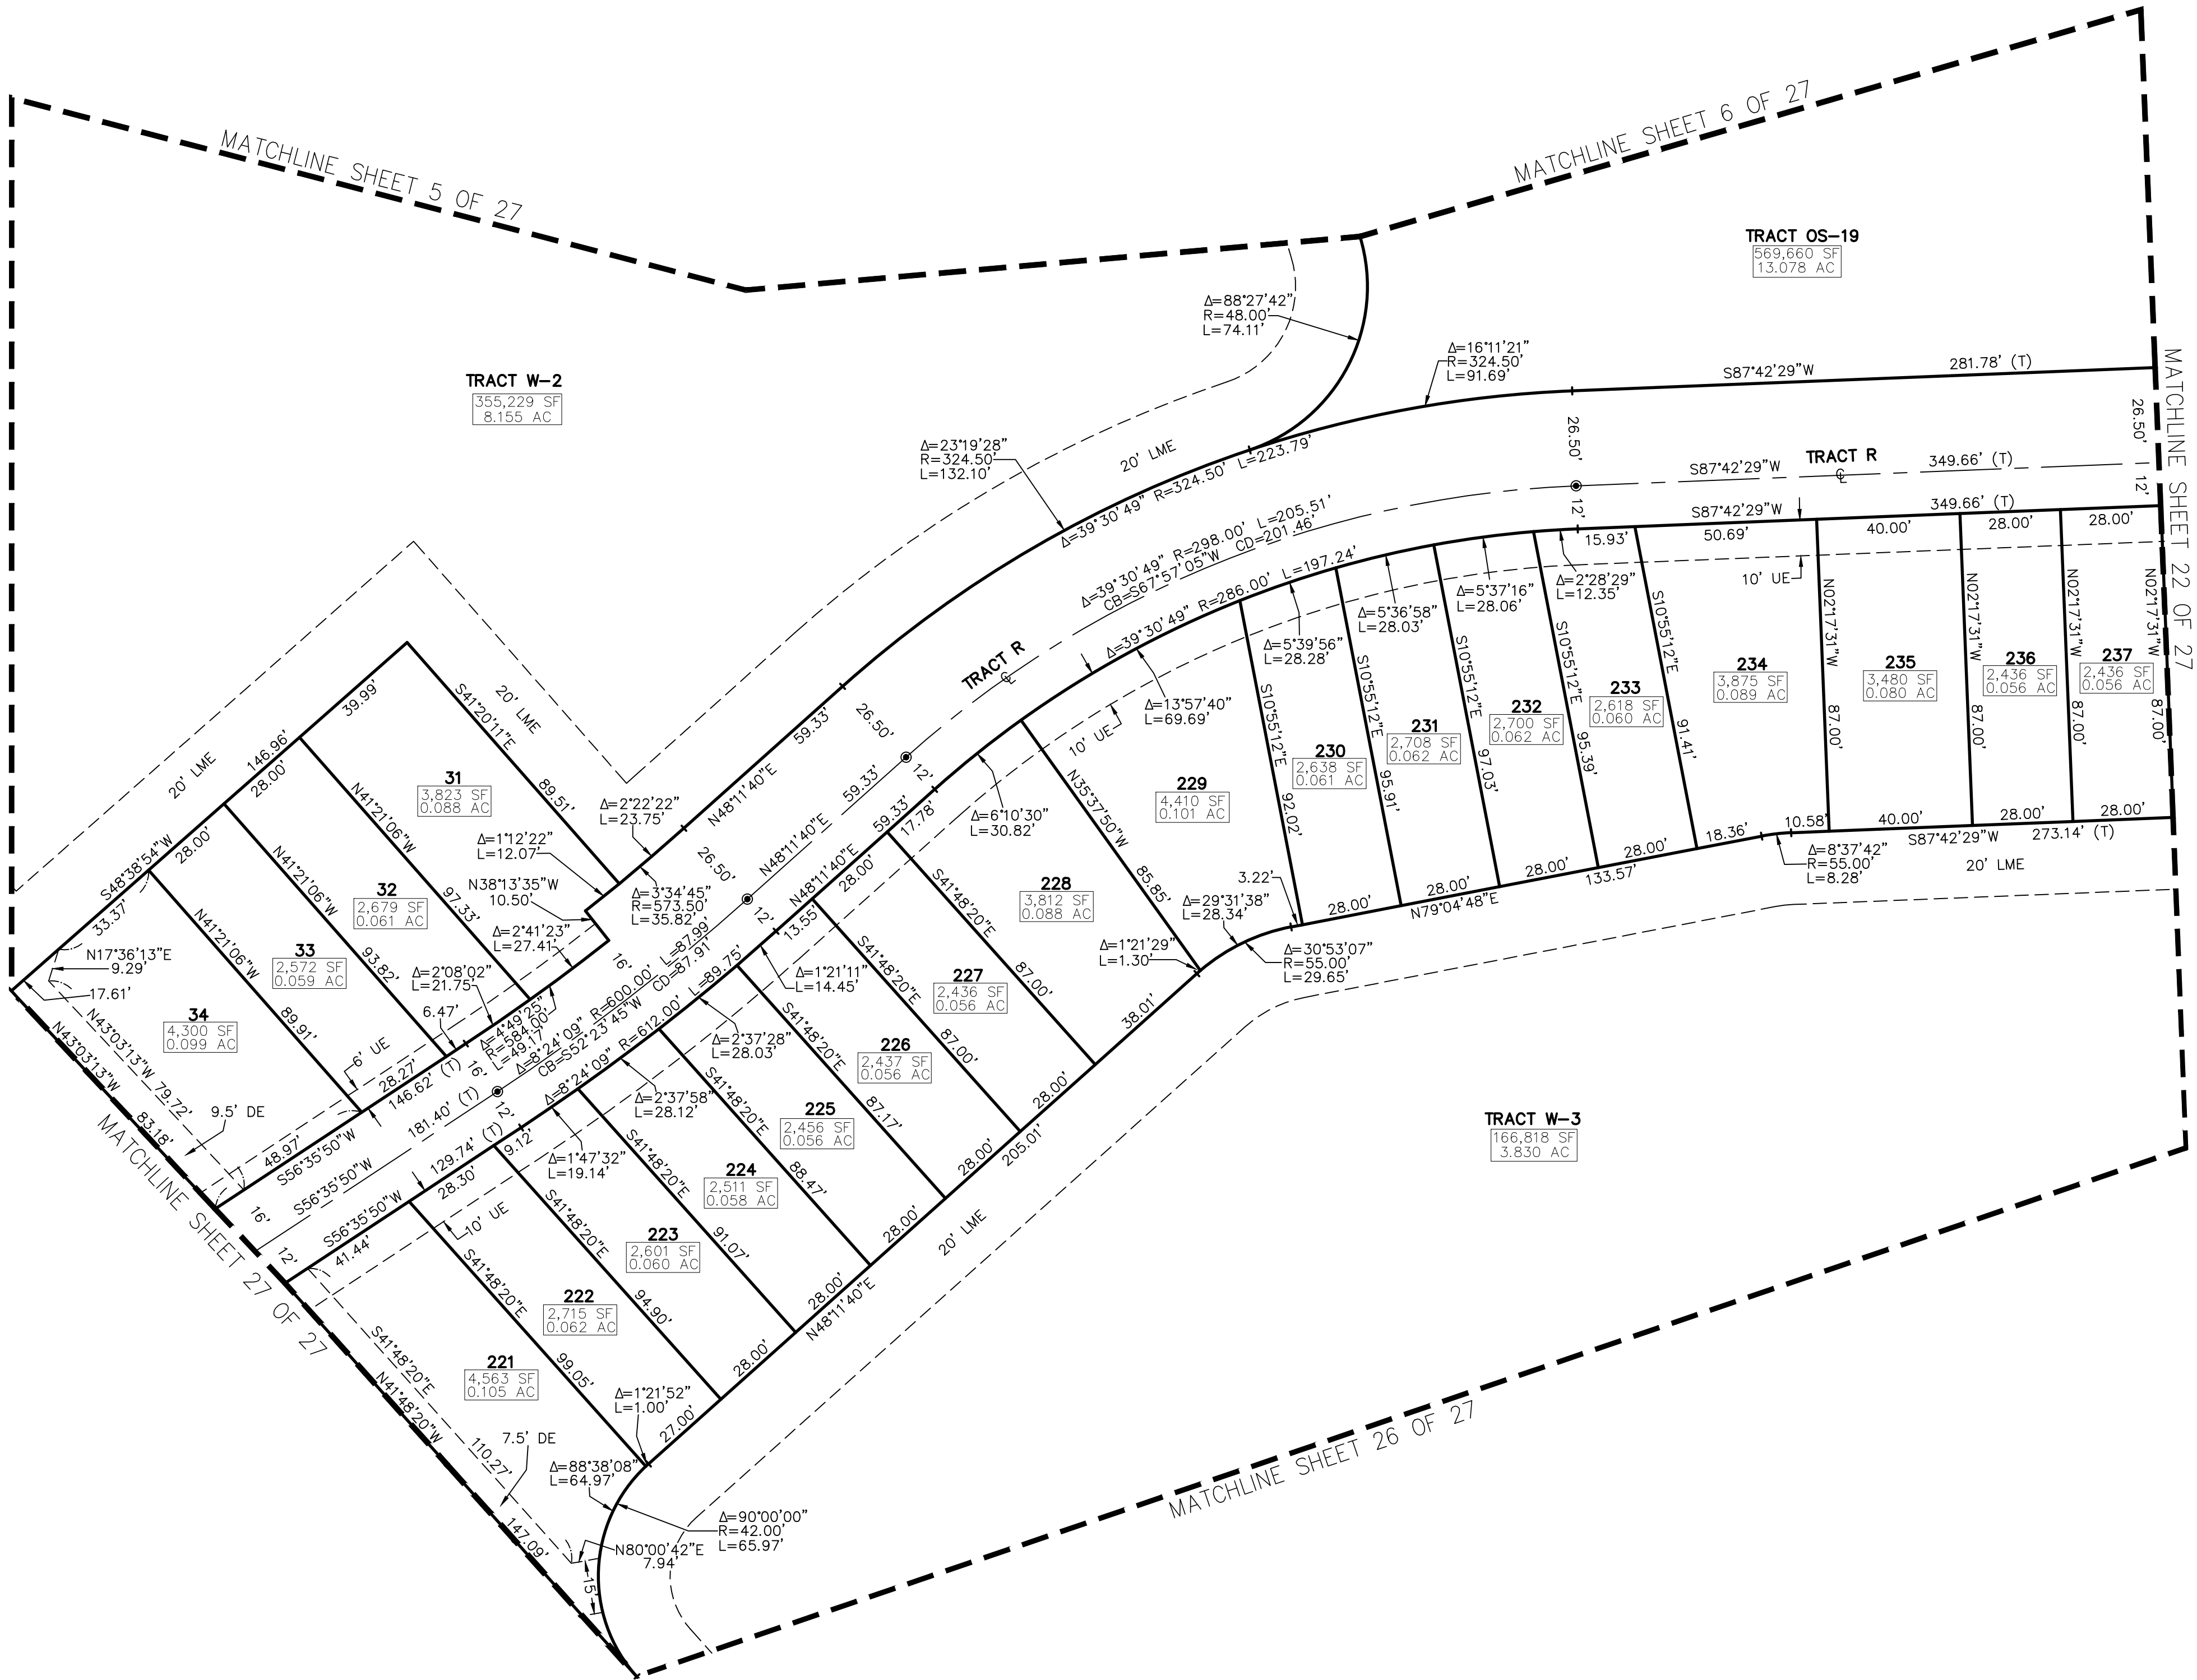 MATCHLINE SHEET 5 OF 27
MATCHLINE SHEET 6 OF 27
TRACT OS-19
569,660 SF
13.078 AC
Δ=88°27'42"
R=48.00'
L=74.11'
Δ=16°11'21"
R=324.50'
L=91.69'
S87°42'29"W
281.78' (T)
MATCHLINE SHEET 22 OF 27
TRACT W-2
355,229 SF
8.155 AC
Δ=23°19'28"
R=324.50'
L=132.10'
20' LME
Δ=39°30'49" R=324.50' L=223.79'
26.50'
26.50'
S87°42'29"W
TRACT R
℄
349.66' (T)
12'
12'
Δ=39°30'49" R=298.00' L=205.51'
CB=S67°57'05"W CD=201.46'
S87°42'29"W
349.66' (T)
15.93'
50.69'
40.00'
28.00'
28.00'
10' UE
Δ=39°30'49" R=286.00' L=197.24'
Δ=2°28'29"
L=12.35'
Δ=5°37'16"
L=28.06'
Δ=5°36'58"
L=28.03'
Δ=5°39'56"
L=28.28'
TRACT R
℄
Δ=13°57'40"
L=69.69'
10' UE
Δ=6°10'30"
L=30.82'
N02°17'31"W
87.00'
N02°17'31"W
87.00'
N02°17'31"W
87.00'
N02°17'31"W
87.00'
237
2,436 SF
0.056 AC
236
2,436 SF
0.056 AC
235
3,480 SF
0.080 AC
234
3,875 SF
0.089 AC
S10°55'12"E
91.41'
233
2,618 SF
0.060 AC
S10°55'12"E
95.39'
232
2,700 SF
0.062 AC
S10°55'12"E
97.03'
231
2,708 SF
0.062 AC
S10°55'12"E
95.91'
230
2,638 SF
0.061 AC
S10°55'12"E
92.02'
229
4,410 SF
0.101 AC
N35°37'50"W
85.85'
228
3,812 SF
0.088 AC
28.00'
28.00'
28.00'
28.00'
133.57'
N79°04'48"E
18.36'
10.58'
40.00'
28.00'
28.00'
S87°42'29"W
273.14' (T)
20' LME
Δ=8°37'42"
R=55.00'
L=8.28'
3.22'
Δ=29°31'38"
L=28.34'
Δ=30°53'07"
R=55.00'
L=29.65'
Δ=1°21'29"
L=1.30'
20' LME
S41°20'11"E
89.51'
39.99'
146.96'
28.00'
20' LME
28.00'
S48°38'54"W
33.37'
31
3,823 SF
0.088 AC
N41°21'06"W
97.33'
32
2,679 SF
0.061 AC
N41°21'06"W
93.82'
33
2,572 SF
0.059 AC
N41°21'06"W
89.91'
34
4,300 SF
0.099 AC
N17°36'13"E
9.29'
17.61'
N43°03'13"W 79.72'
N43°03'13"W
83.18'
9.5' DE
6' UE
59.33'
N48°11'40"E
26.50'
26.50'
Δ=2°22'22"
L=23.75'
Δ=1°12'22"
L=12.07'
N38°13'35"W
10.50'
Δ=3°34'45"
R=573.50'
L=35.82'
Δ=2°41'23"
L=27.41'
Δ=2°08'02"
L=21.75'
6.47'
16'
59.33'
N48°11'40"E
12'
12'
59.33'
17.78'
N48°11'40"E
28.00'
13.55'
Δ=4°49'25"
R=584.00'
L=49.17'
16'
Δ=8°24'09" R=600.00' L=87.99'
CB=S52°23'45"W CD=87.91'
Δ=8°24'09" R=612.00' L=89.75'
Δ=1°21'11"
L=14.45'
Δ=2°37'28"
L=28.03'
Δ=2°37'58"
L=28.12'
Δ=1°47'32"
L=19.14'
28.27'
146.62' (T)
48.97'
S56°35'50"W
181.40' (T)
S56°35'50"W
16'
12'
12'
129.74' (T)
9.12'
28.30'
S56°35'50"W
41.44'
10' UE
MATCHLINE SHEET 27 OF 27
S41°48'20"E
87.00'
227
2,436 SF
0.056 AC
S41°48'20"E
87.00'
226
2,437 SF
0.056 AC
S41°48'20"E
87.17'
225
2,456 SF
0.056 AC
S41°48'20"E
88.47'
224
2,511 SF
0.058 AC
S41°48'20"E
91.07'
223
2,601 SF
0.060 AC
S41°48'20"E
94.90'
222
2,715 SF
0.062 AC
S41°48'20"E
99.05'
221
4,563 SF
0.105 AC
38.01'
28.00'
205.01'
28.00'
28.00'
28.00'
N48°11'40"E
28.00'
27.00'
20' LME
TRACT W-3
166,818 SF
3.830 AC
S41°48'20"E
110.27'
N41°48'20"W
147.09'
7.5' DE
Δ=1°21'52"
L=1.00'
Δ=88°38'08"
L=64.97'
Δ=90°00'00"
R=42.00'
L=65.97'
N80°00'42"E
7.94'
15'
MATCHLINE SHEET 26 OF 27